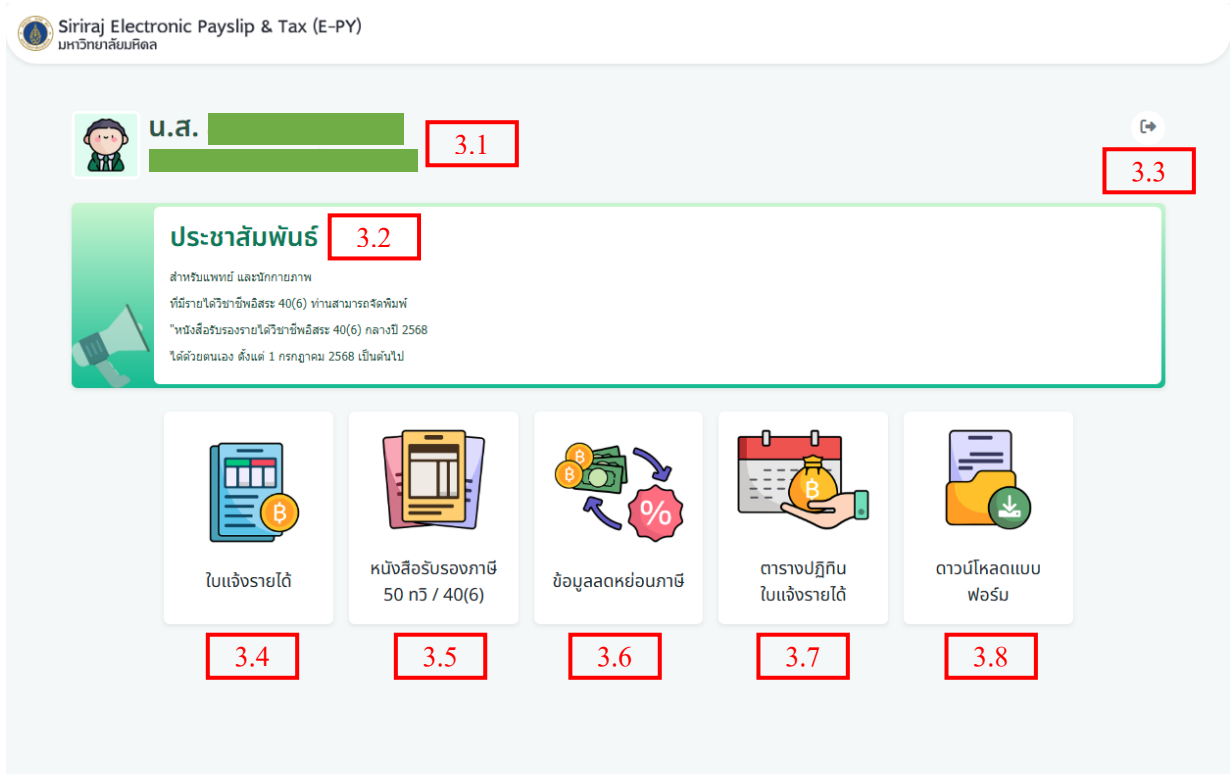 Siriraj Electronic Payslip & Tax (E-PY)
มหาวิทยาลัยมหิดล
น.ส.
3.1
3.3
ประชาสัมพันธ์ 3.2
สำหรับแพทย์ และนักกายภาพ
ที่มีรายได้วิชาชีพอิสระ 40(6) ท่านสามารถจัดพิมพ์
"หนังสือรับรองรายได้วิชาชีพอิสระ 40(6) กลางปี 2568
ได้ด้วยตนเอง ตั้งแต่ 1 กรกฎาคม 2568 เป็นต้นไป
ใบแจ้งรายได้
หนังสือรับรองภาษี
50 ทวิ / 40(6)
ข้อมูลลดหย่อนภาษี
ตารางปฏิทิน
ใบแจ้งรายได้
ดาวน์โหลดแบบ
ฟอร์ม
3.4 3.5 3.6 3.7 3.8